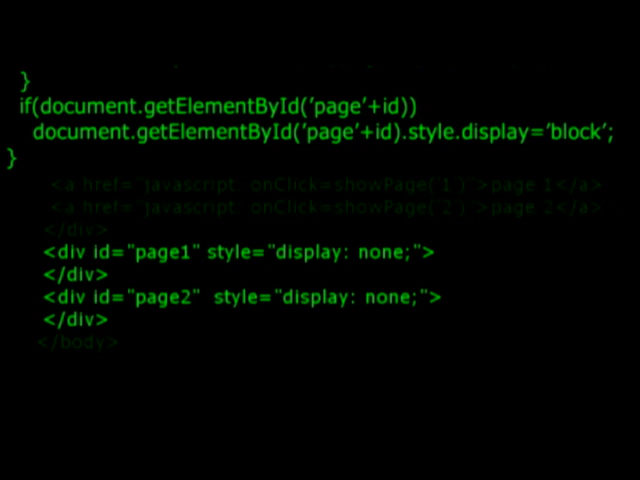 }
if(document.getElementById('page'+id))
document.getElementById('page'+id).style.display='block';
}
<a href="javascript: onClick=showPage('1')">page 1</a>
<a href="javascript: onClick=showPage('2')">page 2</a>
</div>
<div id="page1" style="display: none;">
</div>
<div id="page2" style="display: none;">
</div>
</body>